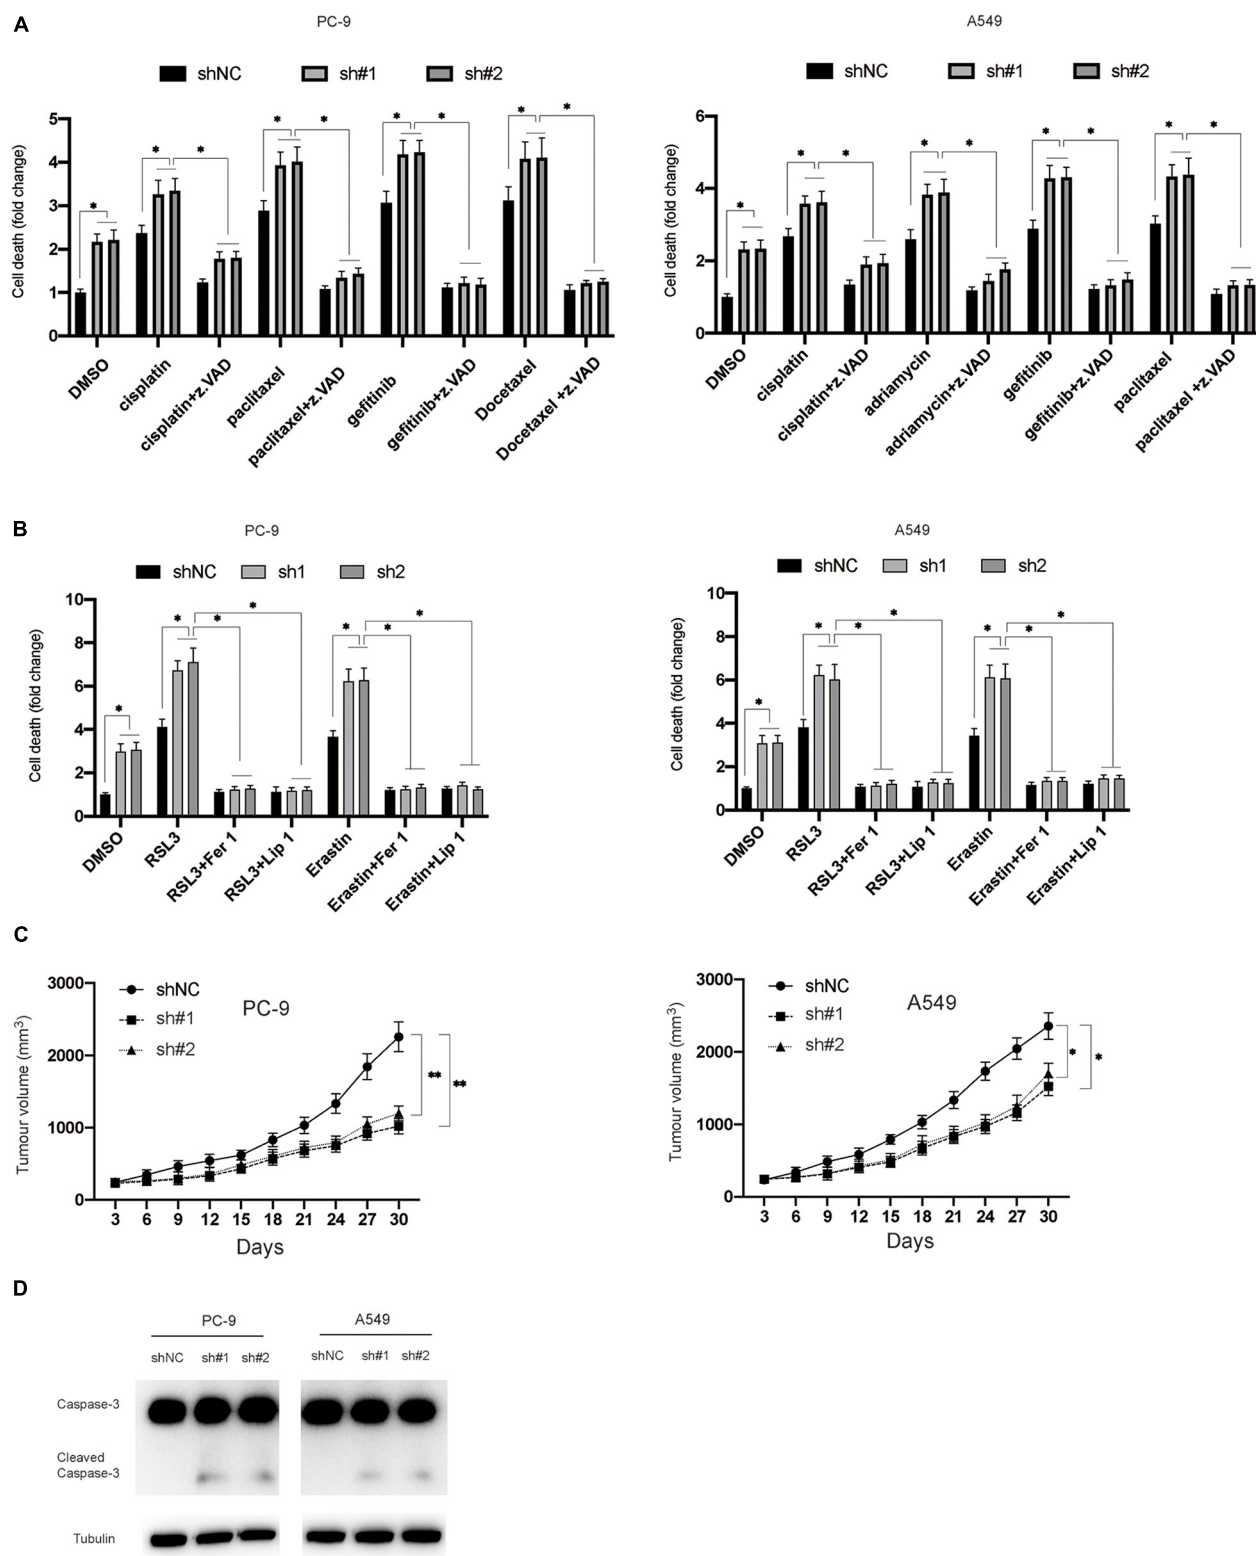 A
PC-9
shNC sh#1 sh#2
Cell death (fold change)
5
4
3
2
1
0
* * * * * * * * *
DMSO
cisplatin
cisplatin+z.VAD
paclitaxel
paclitaxel+z.VAD
gefitinib
gefitinib+z.VAD
Docetaxel
Docetaxel +z.VAD
A549
shNC sh#1 sh#2
Cell death (fold change)
6
4
2
0
* * * * * * * * *
DMSO
cisplatin
cisplatin+z.VAD
adriamycin
adriamycin+z.VAD
gefitinib
gefitinib+z.VAD
paclitaxel
paclitaxel +z.VAD
B
PC-9
shNC sh1 sh2
Cell death (fold change)
10
8
6
4
2
0
* * * * * * *
DMSO
RSL3
RSL3+Fer 1
RSL3+Lip 1
Erastin
Erastin+Fer 1
Erastin+Lip 1
A549
shNC sh1 sh2
Cell death (fold change)
10
8
6
4
2
0
* * * * * * *
DMSO
RSL3
RSL3+Fer 1
RSL3+Lip 1
Erastin
Erastin+Fer 1
Erastin+Lip 1
C
PC-9
shNC
sh#1
sh#2
Tumour volume (mm³)
3000
2000
1000
0
** **
3 6 9 12 15 18 21 24 27 30
Days
A549
shNC
sh#1
sh#2
Tumour volume (mm³)
3000
2000
1000
0
* *
3 6 9 12 15 18 21 24 27 30
Days
D
PC-9 A549
shNC sh#1 sh#2 shNC sh#1 sh#2
Caspase-3
Cleaved
Caspase-3
Tubulin